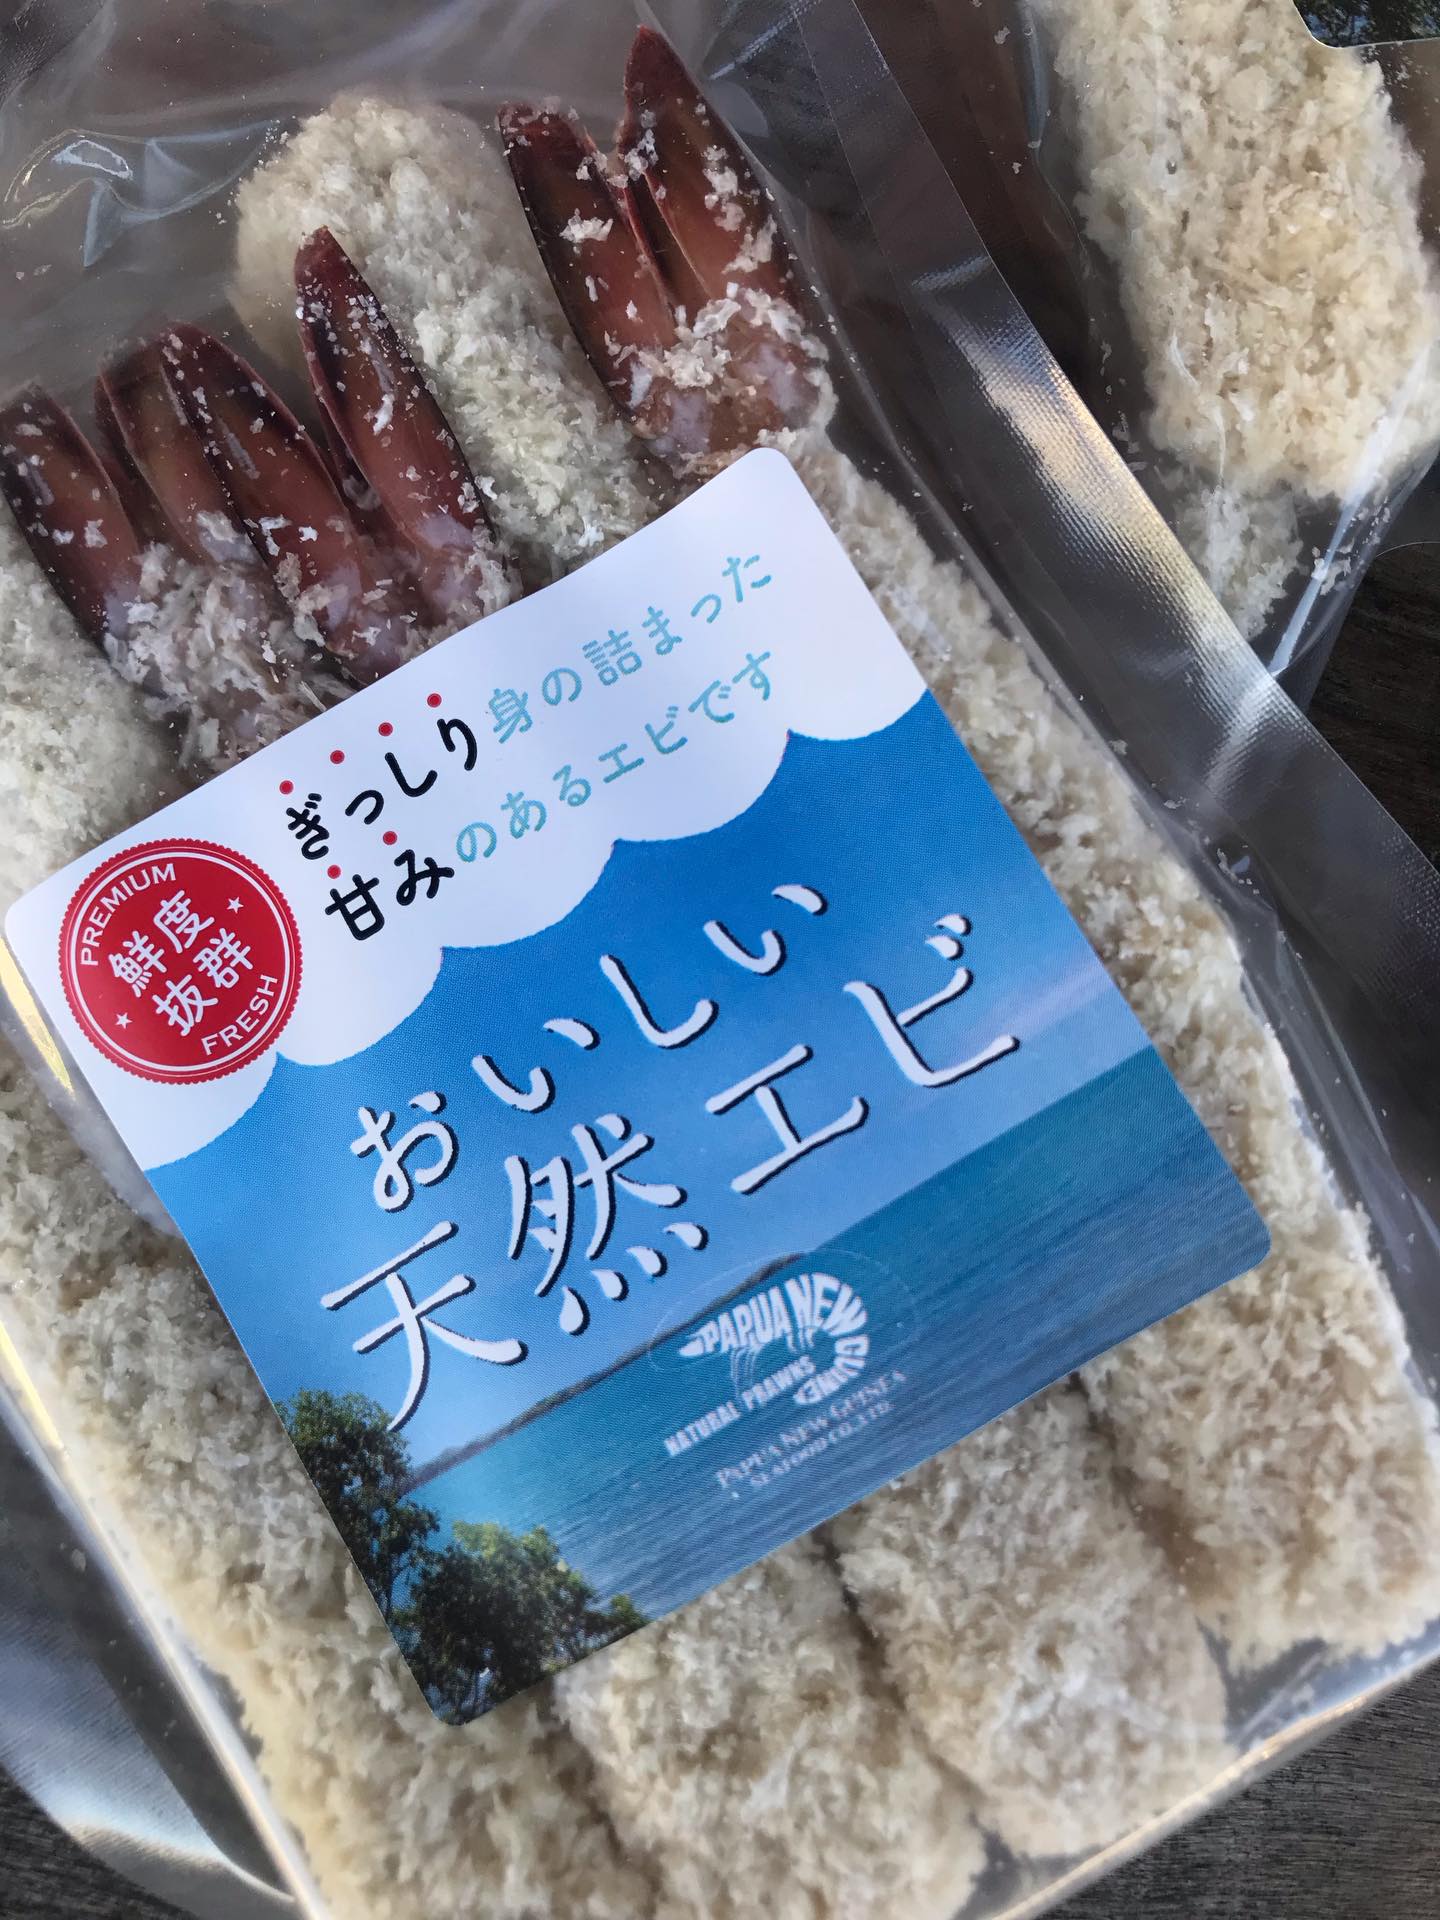 ぎっしり身の詰まった
甘みのあるエビです
PREMIUM
鮮度
抜群
FRESH
おいしい
天然エビ
PAPUA NEW GUINEA
NATURAL PRAWNS
PAPUA NEW GUINEA
SEAFOOD CO., LTD.